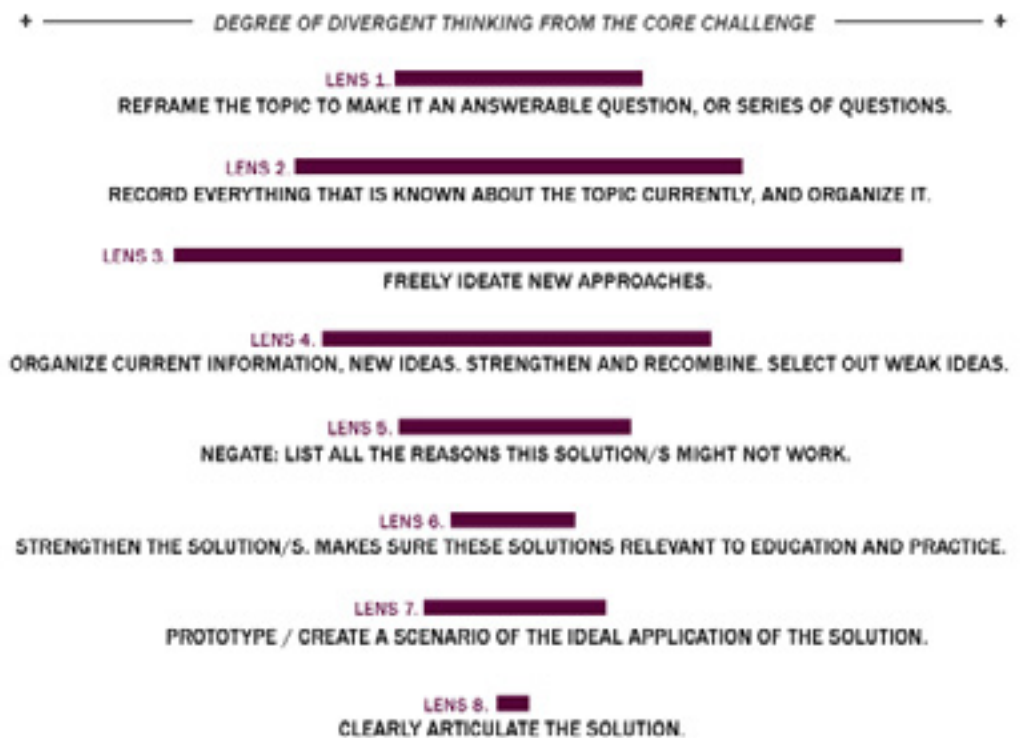 + DEGREE OF DIVERGENT THINKING FROM THE CORE CHALLENGE +
LENS 1.
REFRAME THE TOPIC TO MAKE IT AN ANSWERABLE QUESTION, OR SERIES OF QUESTIONS.
LENS 2.
RECORD EVERYTHING THAT IS KNOWN ABOUT THE TOPIC CURRENTLY, AND ORGANIZE IT.
LENS 3.
FREELY IDEATE NEW APPROACHES.
LENS 4.
ORGANIZE CURRENT INFORMATION, NEW IDEAS. STRENGTHEN AND RECOMBINE. SELECT OUT WEAK IDEAS.
LENS 5.
NEGATE: LIST ALL THE REASONS THIS SOLUTION/S MIGHT NOT WORK.
LENS 6.
STRENGTHEN THE SOLUTION/S. MAKES SURE THESE SOLUTIONS RELEVANT TO EDUCATION AND PRACTICE.
LENS 7.
PROTOTYPE / CREATE A SCENARIO OF THE IDEAL APPLICATION OF THE SOLUTION.
LENS 8.
CLEARLY ARTICULATE THE SOLUTION.